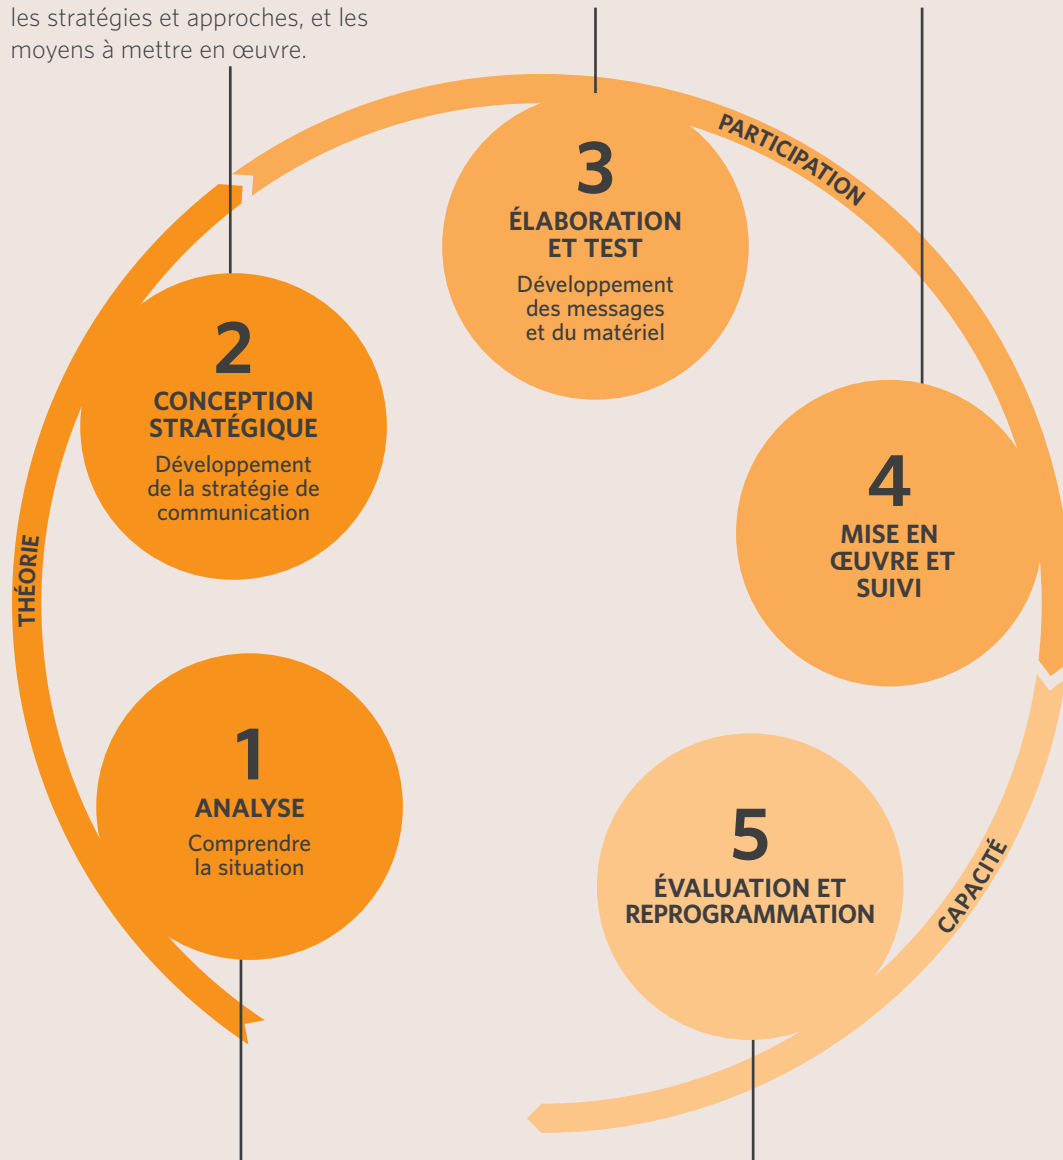 les stratégies et approches, et les
moyens à mettre en œuvre.
PARTICIPATION
3
ÉLABORATION
ET TEST
Développement
des messages
et du matériel
2
CONCEPTION
STRATÉGIQUE
Développement
de la stratégie de
communication
4
MISE EN
ŒUVRE ET
SUIVI
THÉORIE
1
ANALYSE
Comprendre
la situation
5
ÉVALUATION ET
REPROGRAMMATION
CAPACITÉ